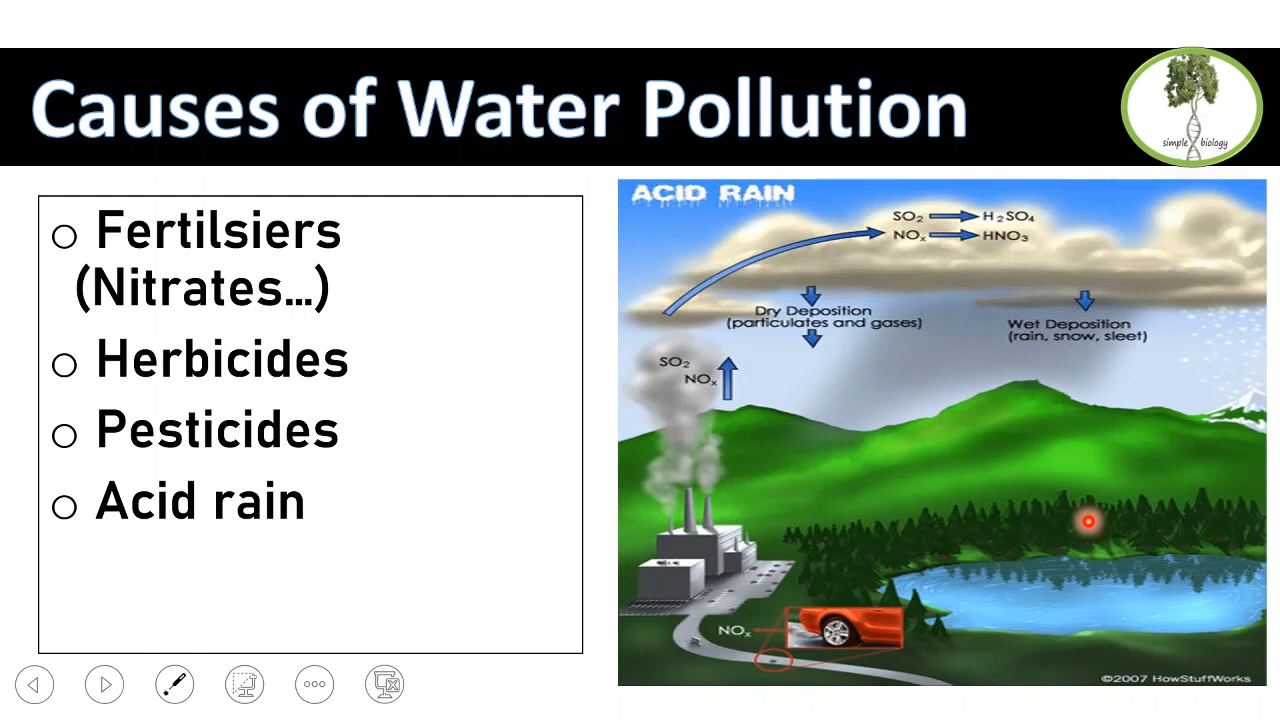 Causes of Water Pollution
simple biology
○ Fertilsiers
(Nitrates...)
○ Herbicides
○ Pesticides
○ Acid rain
ACID RAIN
SO₂ → H₂SO₄
NOₓ → HNO₃
Dry Deposition
(particulates and gases)
Wet Deposition
(rain, snow, sleet)
SO₂
NOₓ
NOₓ
©2007 HowStuffWorks